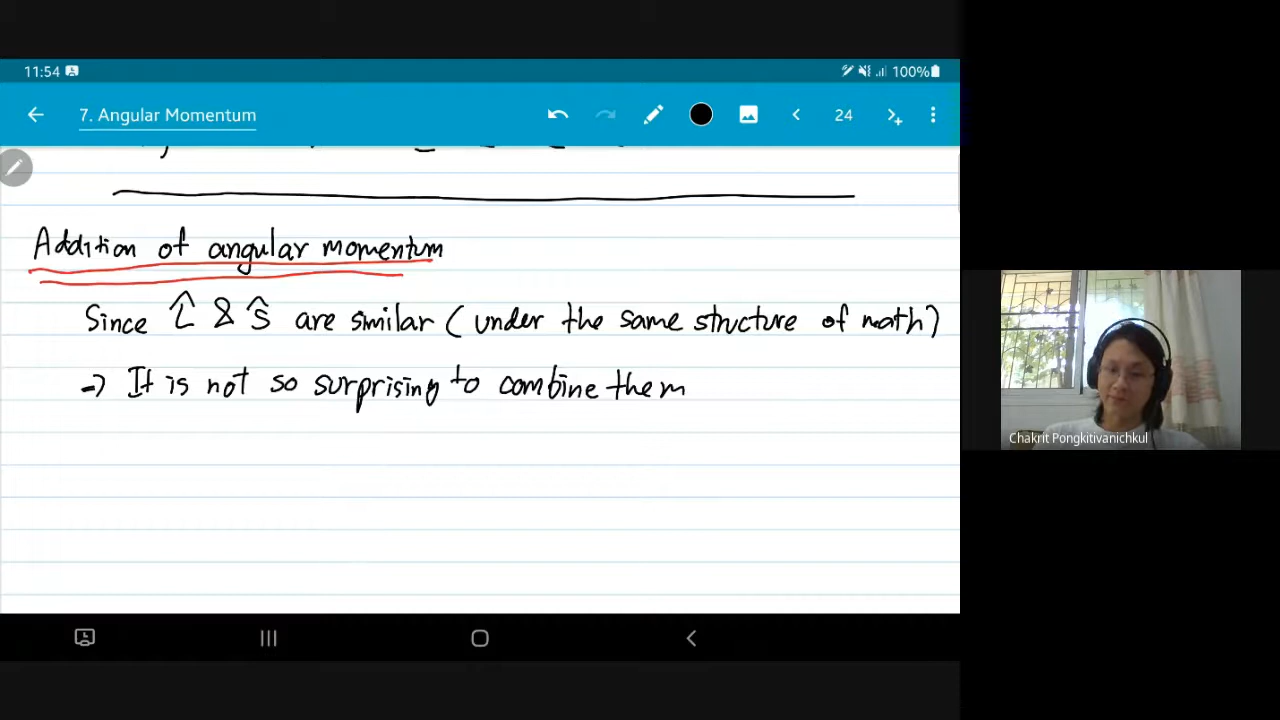 11:54 100%
7. Angular Momentum 24
Addition of angular momentum
Since L̂ & Ŝ are similar (under the same structure of math)
→ It is not so surprising to combine them
Chakrit Pongkitivanichkul